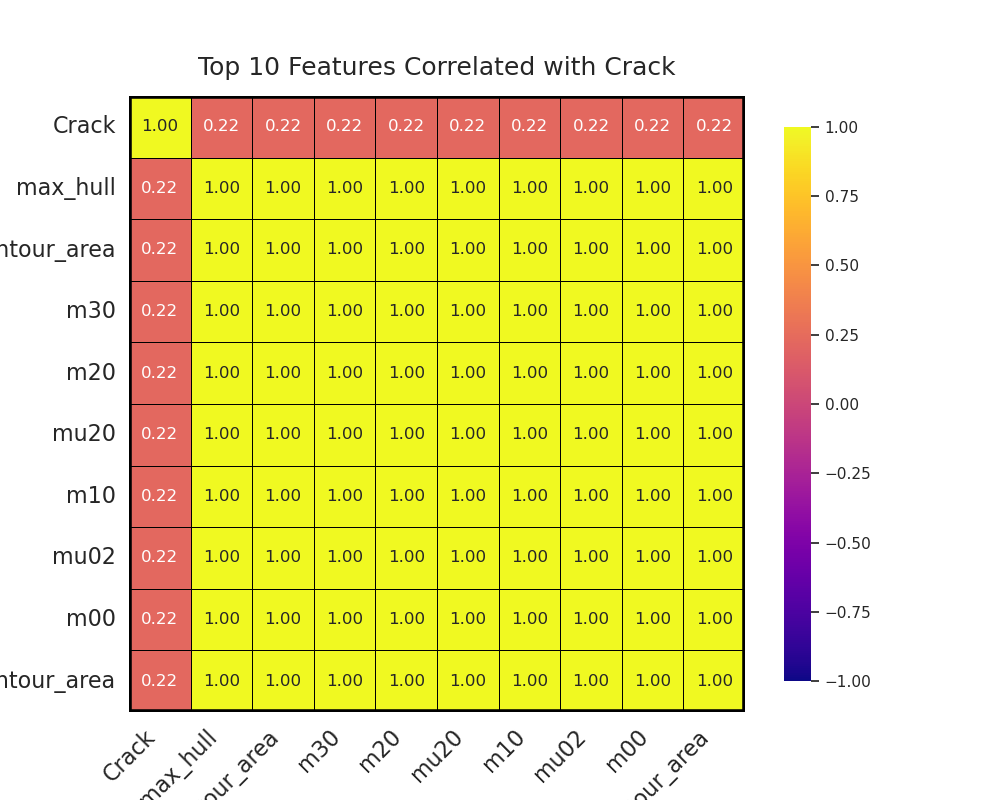 Top 10 Features Correlated with Crack
Crack 1.00 0.22 0.22 0.22 0.22 0.22 0.22 0.22 0.22 0.22
max_hull 0.22 1.00 1.00 1.00 1.00 1.00 1.00 1.00 1.00 1.00
ntour_area 0.22 1.00 1.00 1.00 1.00 1.00 1.00 1.00 1.00 1.00
m30 0.22 1.00 1.00 1.00 1.00 1.00 1.00 1.00 1.00 1.00
m20 0.22 1.00 1.00 1.00 1.00 1.00 1.00 1.00 1.00 1.00
mu20 0.22 1.00 1.00 1.00 1.00 1.00 1.00 1.00 1.00 1.00
m10 0.22 1.00 1.00 1.00 1.00 1.00 1.00 1.00 1.00 1.00
mu02 0.22 1.00 1.00 1.00 1.00 1.00 1.00 1.00 1.00 1.00
m00 0.22 1.00 1.00 1.00 1.00 1.00 1.00 1.00 1.00 1.00
ntour_area 0.22 1.00 1.00 1.00 1.00 1.00 1.00 1.00 1.00 1.00
Crack max_hull our_area m30 m20 mu20 m10 mu02 m00 our_area
1.00
0.75
0.50
0.25
0.00
−0.25
−0.50
−0.75
−1.00